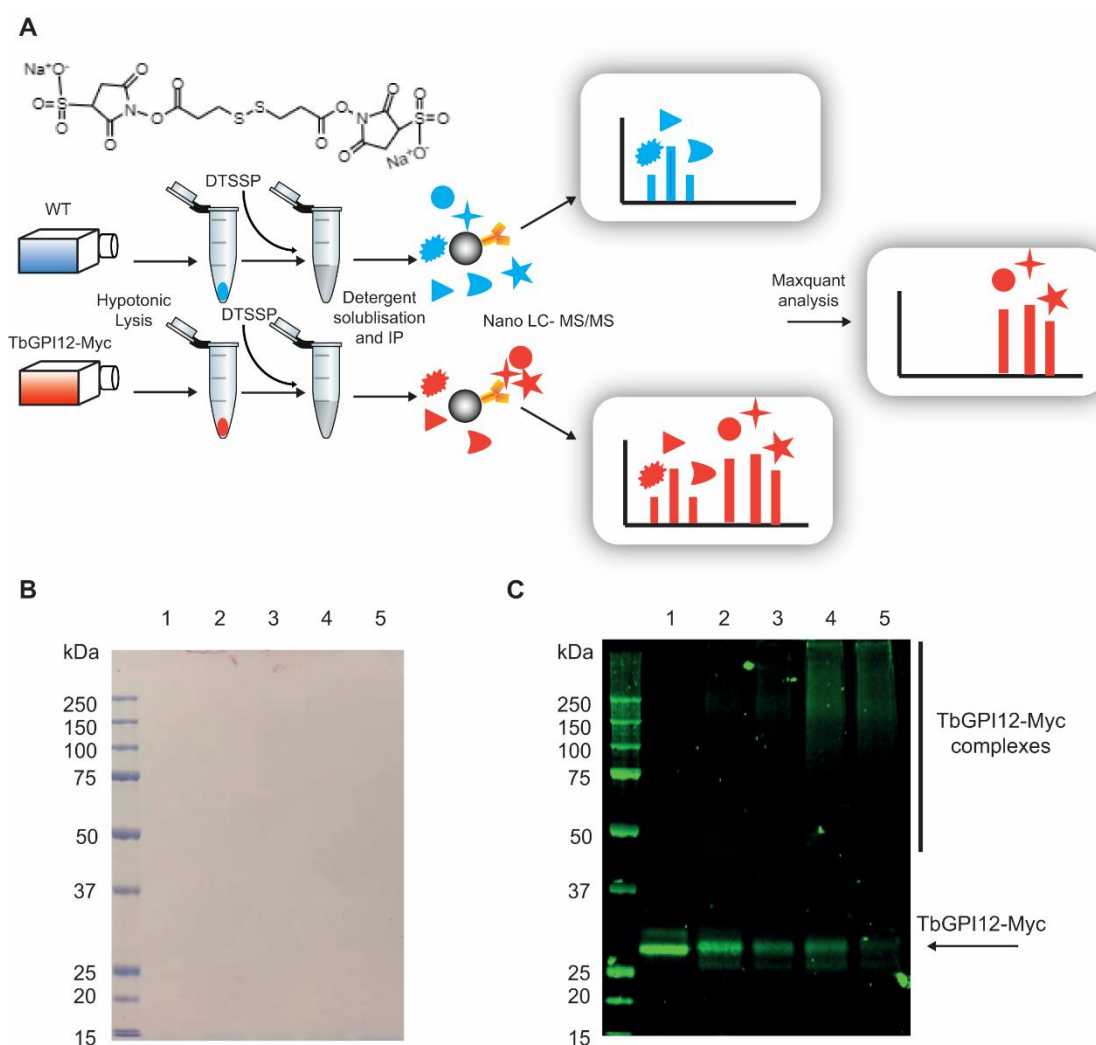 A
Na⁺O⁻
O=S
O
O
N
O
O
O
S-S
O
O
N
O
O
S=O
O
Na⁺O⁻
WT
DTSSP
Hypotonic
Lysis
DTSSP
Detergent
solublisation
and IP
TbGPI12-Myc
Nano LC- MS/MS
Maxquant
analysis
B
1 2 3 4 5
kDa
250
150
100
75
50
37
25
20
15
C
1 2 3 4 5
kDa
250
150
100
75
50
37
25
20
15
TbGPI12-Myc
complexes
TbGPI12-Myc